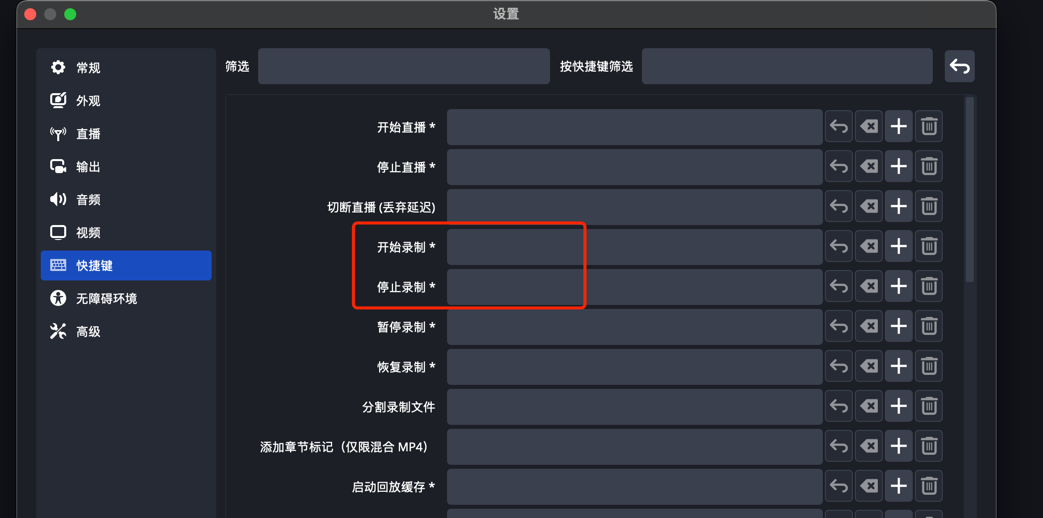 设置
常规
外观
直播
输出
音频
视频
快捷键
无障碍环境
高级
筛选
按快捷键筛选
开始直播 *
停止直播 *
切断直播 (丢弃延迟)
开始录制 *
停止录制 *
暂停录制 *
恢复录制 *
分割录制文件
添加章节标记（仅限混合 MP4）
启动回放缓存 *